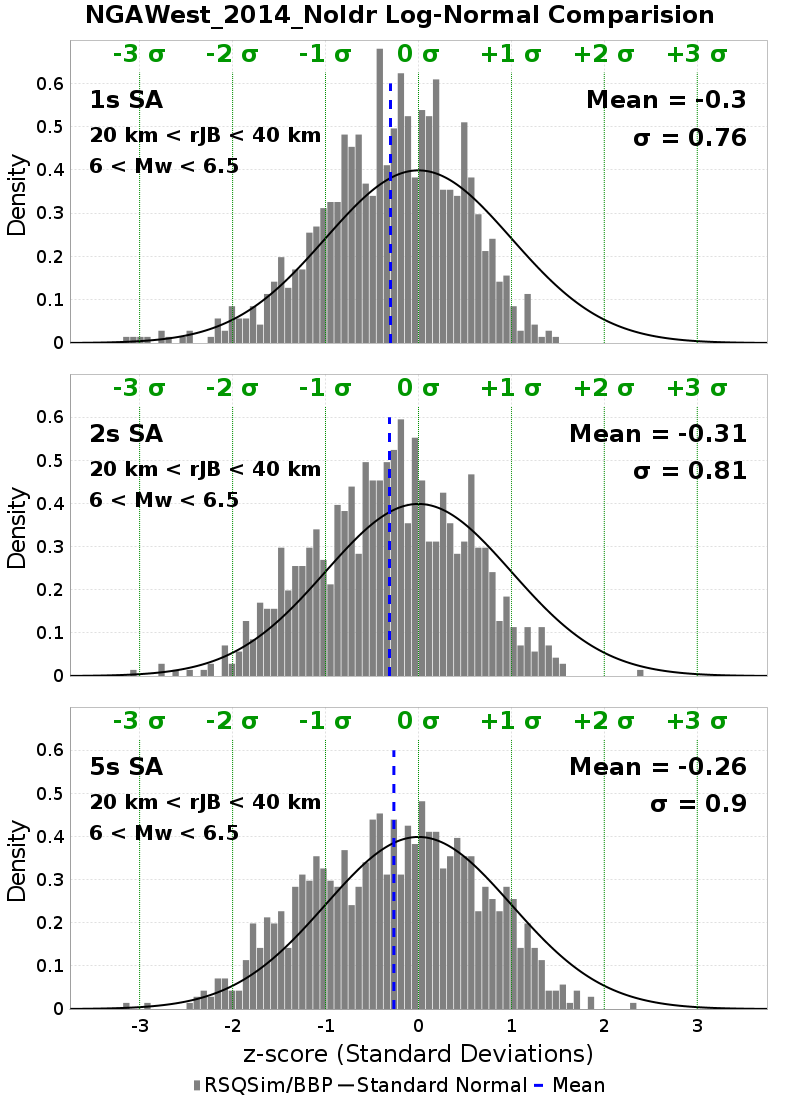 NGAWest_2014_NoIdr Log-Normal Comparision
-3 σ -2 σ -1 σ 0 σ +1 σ +2 σ +3 σ
1s SA
Mean = -0.3
20 km < rJB < 40 km
σ = 0.76
6 < Mw < 6.5
0.6
0.5
0.4
0.3
0.2
0.1
0
Density
-3 σ -2 σ -1 σ 0 σ +1 σ +2 σ +3 σ
2s SA
Mean = -0.31
20 km < rJB < 40 km
σ = 0.81
6 < Mw < 6.5
0.6
0.5
0.4
0.3
0.2
0.1
0
Density
-3 σ -2 σ -1 σ 0 σ +1 σ +2 σ +3 σ
5s SA
Mean = -0.26
20 km < rJB < 40 km
σ = 0.9
6 < Mw < 6.5
0.6
0.5
0.4
0.3
0.2
0.1
0
Density
-3 -2 -1 0 1 2 3
z-score (Standard Deviations)
RSQSim/BBP Standard Normal Mean